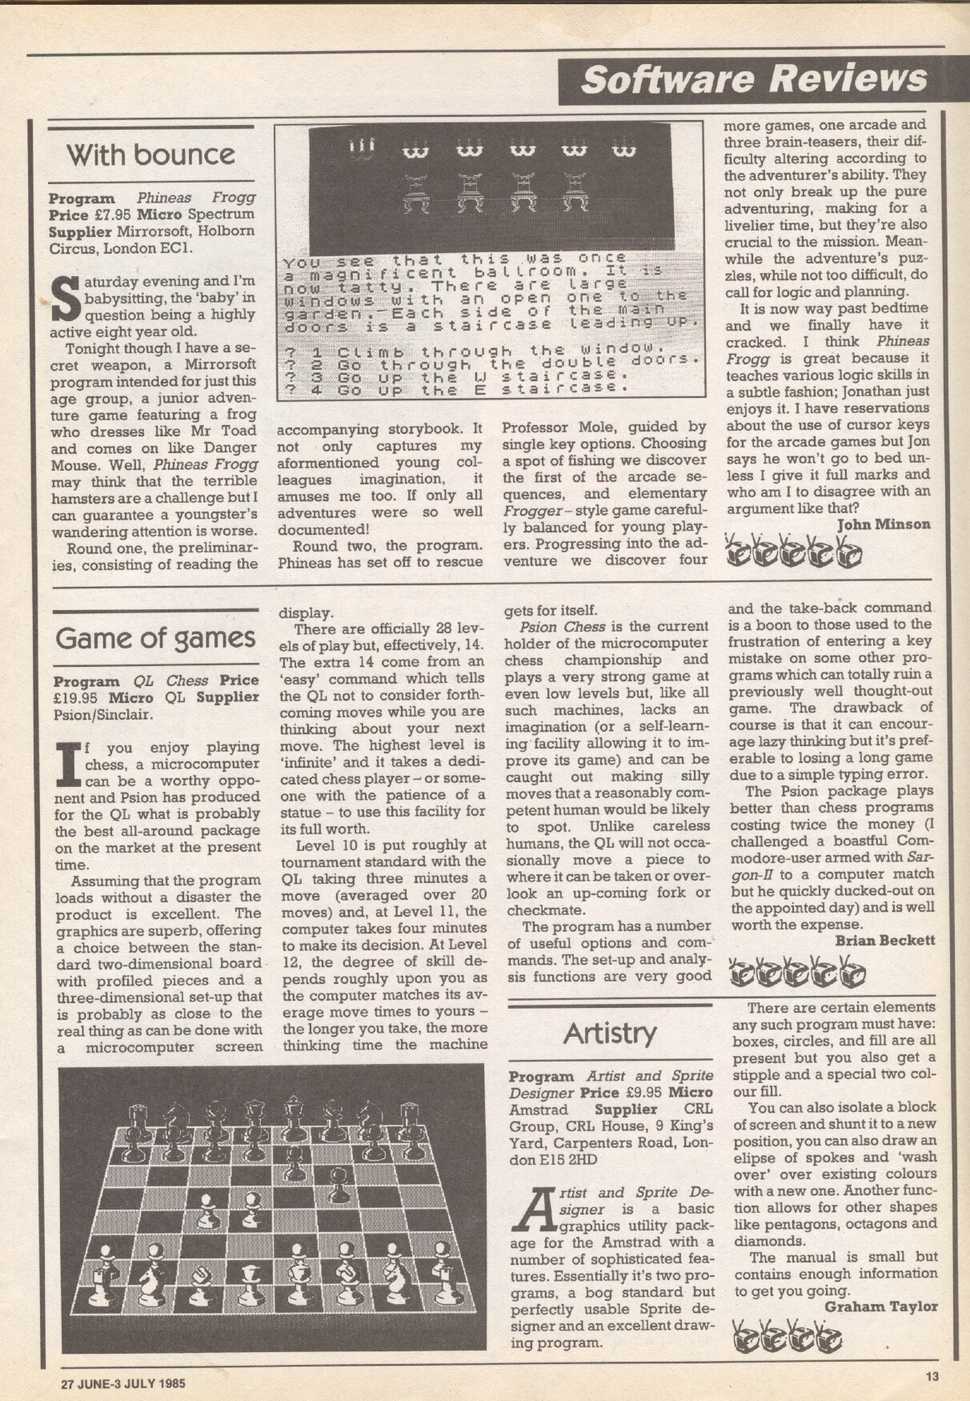 Software Reviews
With bounce
Program Phineas Frogg
Price £7.95 Micro Spectrum
Supplier Mirrorsoft, Holborn
Circus, London EC1.
Saturday evening and I'm
babysitting, the 'baby' in
question being a highly
active eight year old.
Tonight though I have a se-
cret weapon, a Mirrorsoft
program intended for just this
age group, a junior adven-
ture game featuring a frog
who dresses like Mr Toad
and comes on like Danger
Mouse. Well, Phineas Frogg
may think that the terrible
hamsters are a challenge but I
can guarantee a youngster's
wandering attention is worse.
Round one, the preliminar-
ies, consisting of reading the
You see that this was once
a magnificent ballroom. It is
now tatty. There are large
windows with an open one to the
garden. Each side of the main
doors is a staircase leading up.
? 1 Climb through the window.
? 2 Go through the double doors.
? 3 Go up the W staircase.
? 4 Go up the E staircase.
accompanying storybook. It
not only captures my
aformentioned young col-
leagues imagination, it
amuses me too. If only all
adventures were so well
documented!
Round two, the program.
Phineas has set off to rescue
Professor Mole, guided by
single key options. Choosing
a spot of fishing we discover
the first of the arcade se-
quences, and elementary
Frogger – style game careful-
ly balanced for young play-
ers. Progressing into the ad-
venture we discover four
more games, one arcade and
three brain-teasers, their dif-
ficulty altering according to
the adventurer's ability. They
not only break up the pure
adventuring, making for a
livelier time, but they're also
crucial to the mission. Mean-
while the adventure's puz-
zles, while not too difficult, do
call for logic and planning.
It is now way past bedtime
and we finally have it
cracked. I think Phineas
Frogg is great because it
teaches various logic skills in
a subtle fashion; Jonathan just
enjoys it. I have reservations
about the use of cursor keys
for the arcade games but Jon
says he won't go to bed un-
less I give it full marks and
who am I to disagree with an
argument like that?
John Minson
Game of games
Program QL Chess Price
£19.95 Micro QL Supplier
Psion/Sinclair.
If you enjoy playing
chess, a microcomputer
can be a worthy oppo-
nent and Psion has produced
for the QL what is probably
the best all-around package
on the market at the present
time.
Assuming that the program
loads without a disaster the
product is excellent. The
graphics are superb, offering
a choice between the stan-
dard two-dimensional board
with profiled pieces and a
three-dimensional set-up that
is probably as close to the
real thing as can be done with
a microcomputer screen
display.
There are officially 28 lev-
els of play but, effectively, 14.
The extra 14 come from an
'easy' command which tells
the QL not to consider forth-
coming moves while you are
thinking about your next
move. The highest level is
'infinite' and it takes a dedi-
cated chess player – or some-
one with the patience of a
statue – to use this facility for
its full worth.
Level 10 is put roughly at
tournament standard with the
QL taking three minutes a
move (averaged over 20
moves) and, at Level 11, the
computer takes four minutes
to make its decision. At Level
12, the degree of skill de-
pends roughly upon you as
the computer matches its av-
erage move times to yours –
the longer you take, the more
thinking time the machine
gets for itself.
Psion Chess is the current
holder of the microcomputer
chess championship and
plays a very strong game at
even low levels but, like all
such machines, lacks an
imagination (or a self-learn-
ing facility allowing it to im-
prove its game) and can be
caught out making silly
moves that a reasonably com-
petent human would be likely
to spot. Unlike careless
humans, the QL will not occa-
sionally move a piece to
where it can be taken or over-
look an up-coming fork or
checkmate.
The program has a number
of useful options and com-
mands. The set-up and analy-
sis functions are very good
and the take-back command
is a boon to those used to the
frustration of entering a key
mistake on some other pro-
grams which can totally ruin a
previously well thought-out
game. The drawback of
course is that it can encour-
age lazy thinking but it's pref-
erable to losing a long game
due to a simple typing error.
The Psion package plays
better than chess programs
costing twice the money (I
challenged a boastful Com-
modore-user armed with Sar-
gon-II to a computer match
but he quickly ducked-out on
the appointed day) and is well
worth the expense.
Brian Beckett
Artistry
Program Artist and Sprite
Designer Price £9.95 Micro
Amstrad Supplier CRL
Group, CRL House, 9 King's
Yard, Carpenters Road, Lon-
don E15 2HD
Artist and Sprite De-
signer is a basic
graphics utility pack-
age for the Amstrad with a
number of sophisticated fea-
tures. Essentially it's two pro-
grams, a bog standard but
perfectly usable Sprite de-
signer and an excellent draw-
ing program.
There are certain elements
any such program must have:
boxes, circles, and fill are all
present but you also get a
stipple and a special two col-
our fill.
You can also isolate a block
of screen and shunt it to a new
position, you can also draw an
elipse of spokes and 'wash
over' over existing colours
with a new one. Another func-
tion allows for other shapes
like pentagons, octagons and
diamonds.
The manual is small but
contains enough information
to get you going.
Graham Taylor
27 JUNE-3 JULY 1985
13